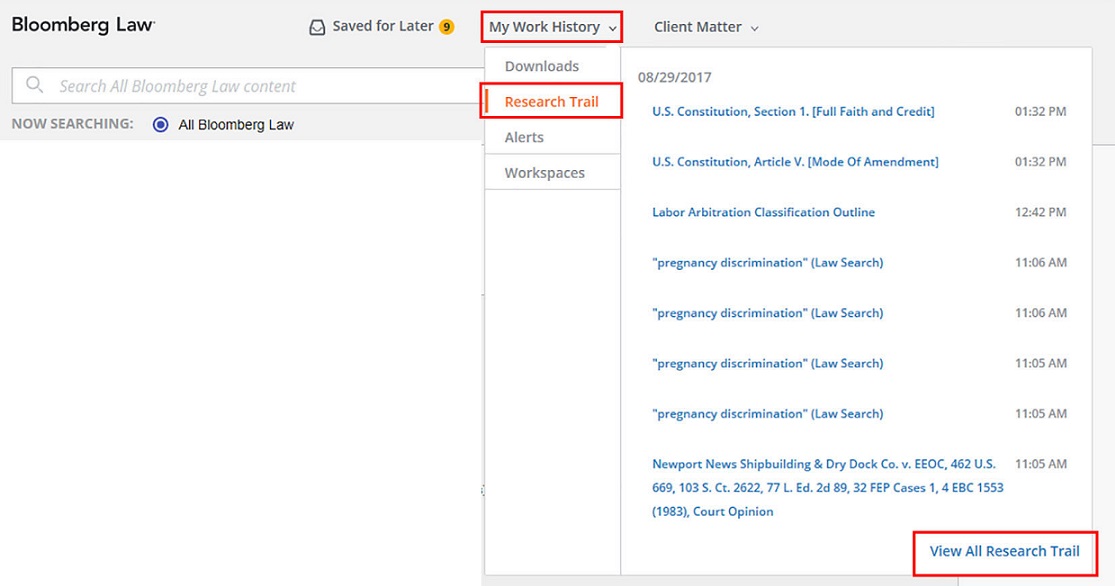 Bloomberg Law
Saved for Later 9
My Work History
Client Matter
Search All Bloomberg Law content
NOW SEARCHING: All Bloomberg Law
Downloads
Research Trail
Alerts
Workspaces
08/29/2017
U.S. Constitution, Section 1. [Full Faith and Credit] 01:32 PM
U.S. Constitution, Article V. [Mode Of Amendment] 01:32 PM
Labor Arbitration Classification Outline 12:42 PM
"pregnancy discrimination" (Law Search) 11:06 AM
"pregnancy discrimination" (Law Search) 11:06 AM
"pregnancy discrimination" (Law Search) 11:05 AM
"pregnancy discrimination" (Law Search) 11:05 AM
Newport News Shipbuilding & Dry Dock Co. v. EEOC, 462 U.S. 11:05 AM
669, 103 S. Ct. 2622, 77 L. Ed. 2d 89, 32 FEP Cases 1, 4 EBC 1553
(1983), Court Opinion
View All Research Trail